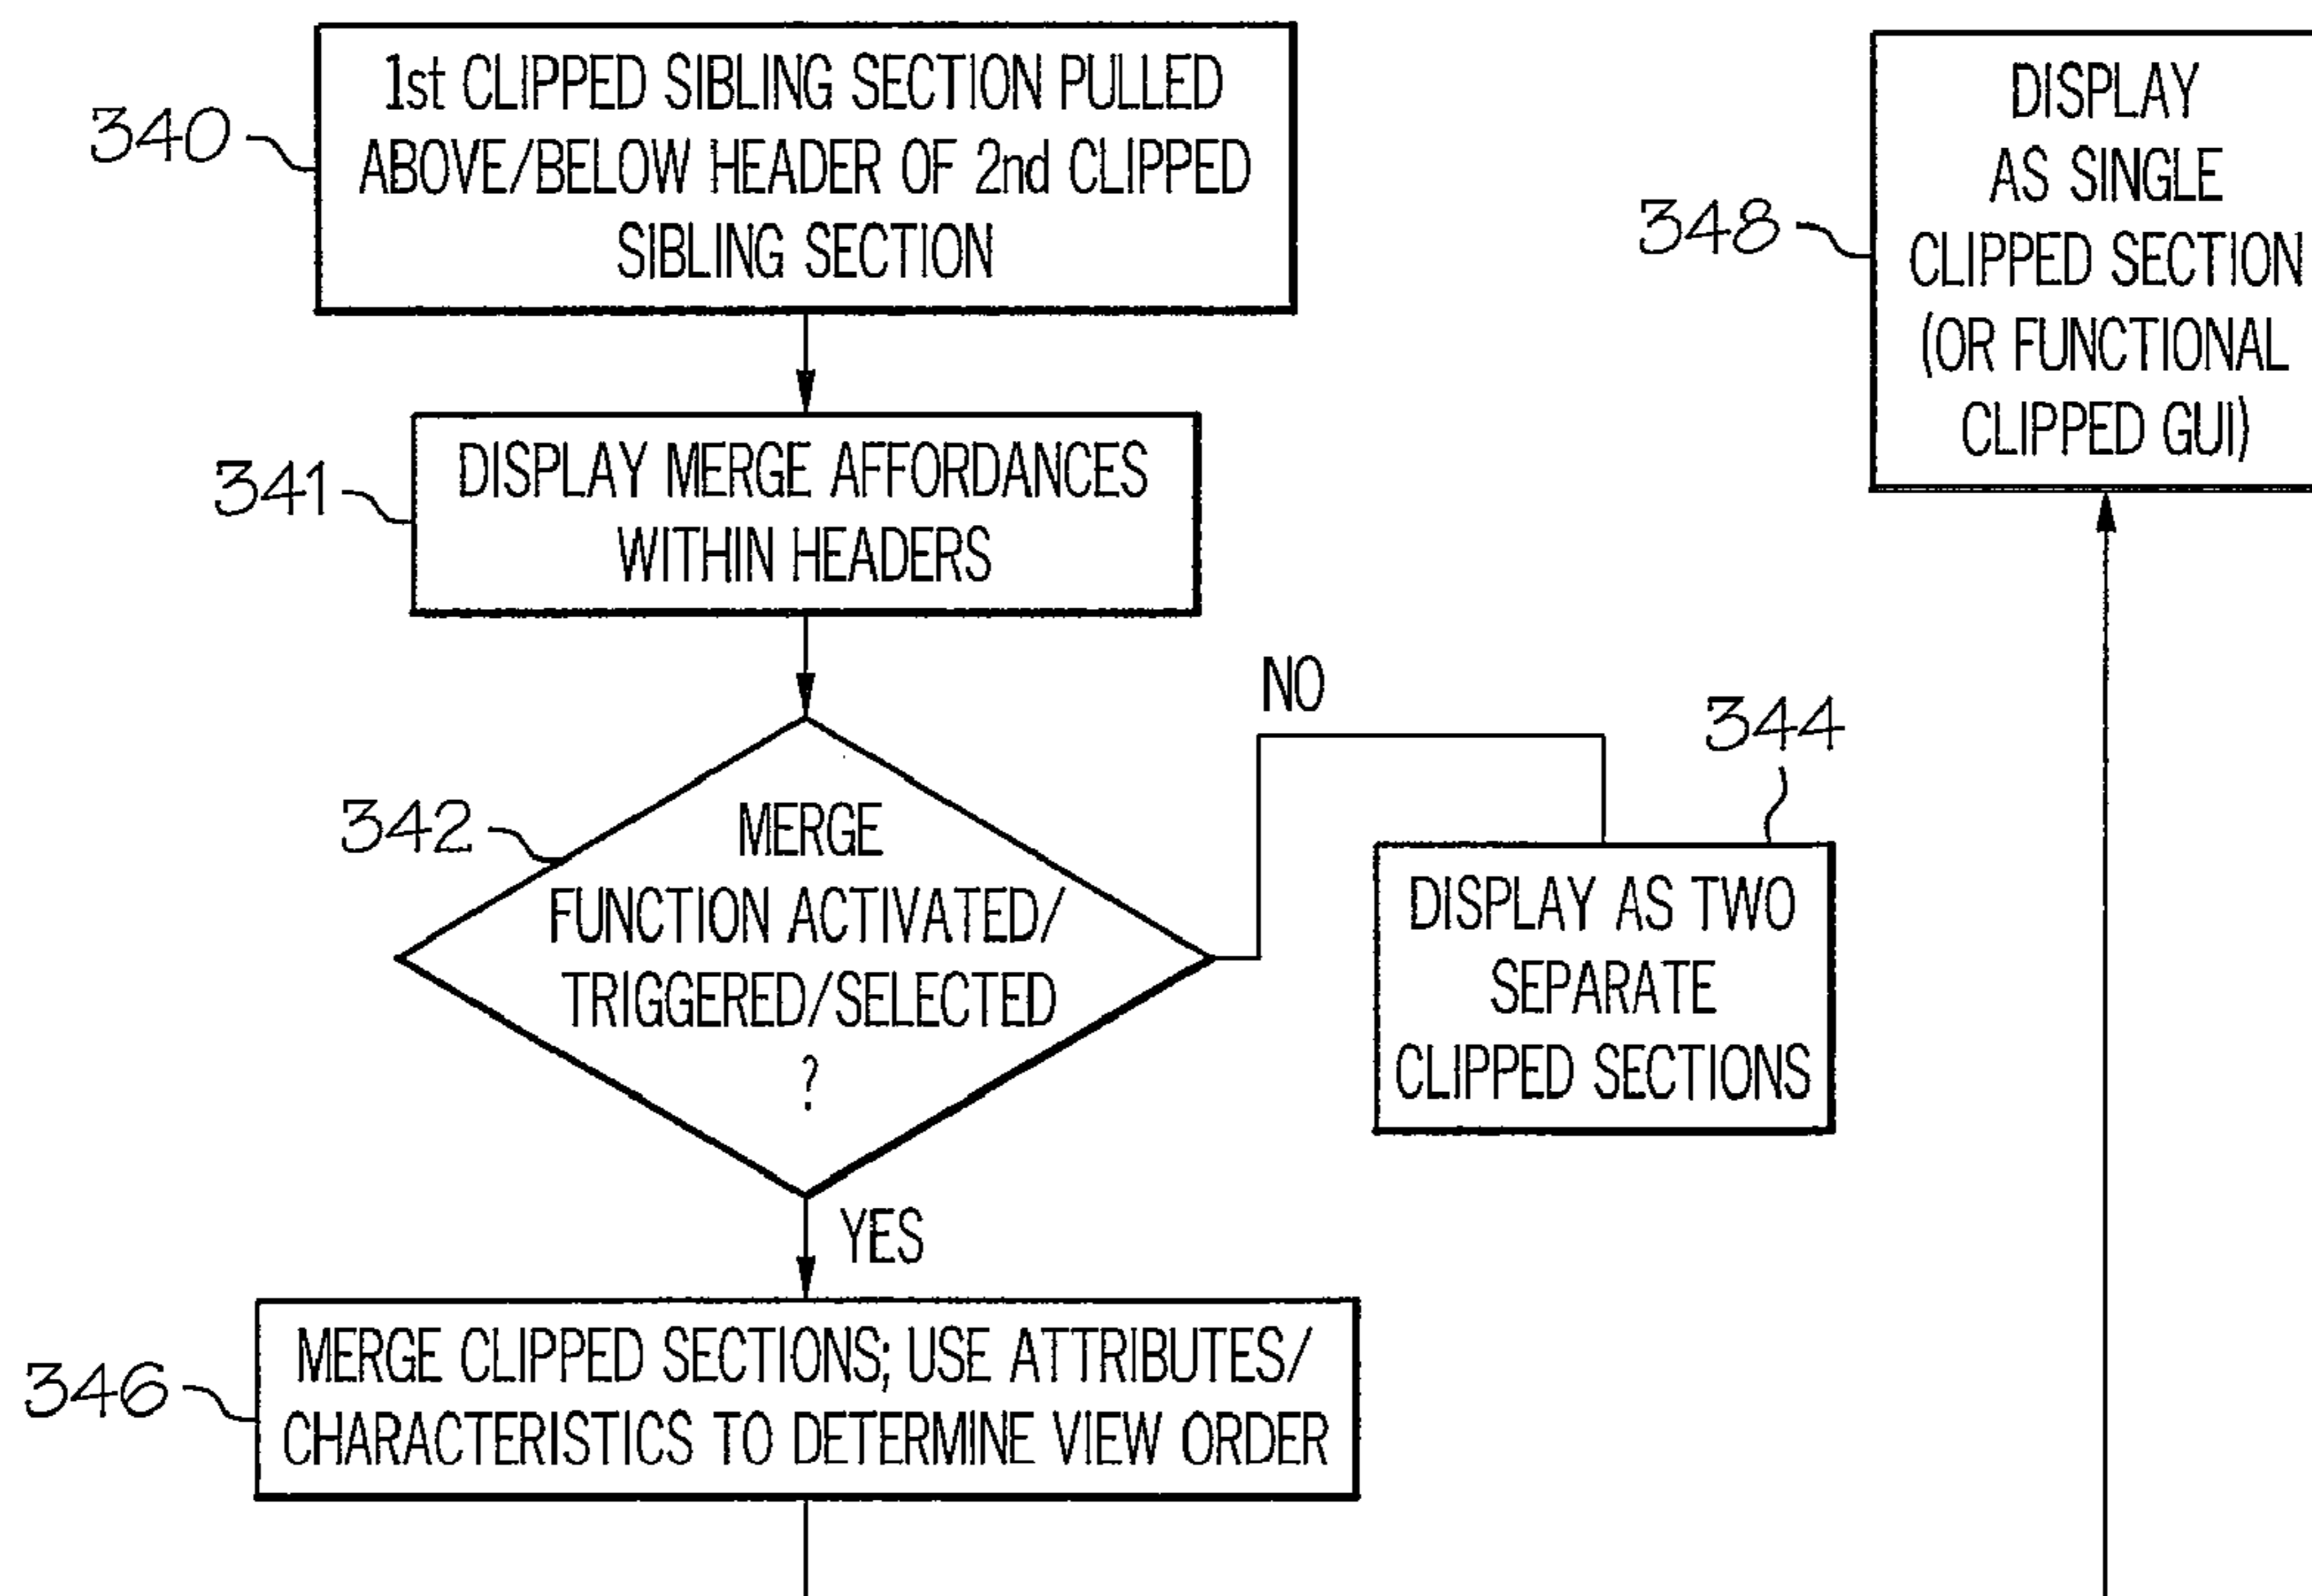 340
1st CLIPPED SIBLING SECTION PULLED
ABOVE/BELOW HEADER OF 2nd CLIPPED
SIBLING SECTION
341
DISPLAY MERGE AFFORDANCES
WITHIN HEADERS
342
MERGE
FUNCTION ACTIVATED/
TRIGGERED/SELECTED
?
NO
344
DISPLAY AS TWO
SEPARATE
CLIPPED SECTIONS
YES
346
MERGE CLIPPED SECTIONS; USE ATTRIBUTES/
CHARACTERISTICS TO DETERMINE VIEW ORDER
348
DISPLAY
AS SINGLE
CLIPPED SECTION
(OR FUNCTIONAL
CLIPPED GUI)